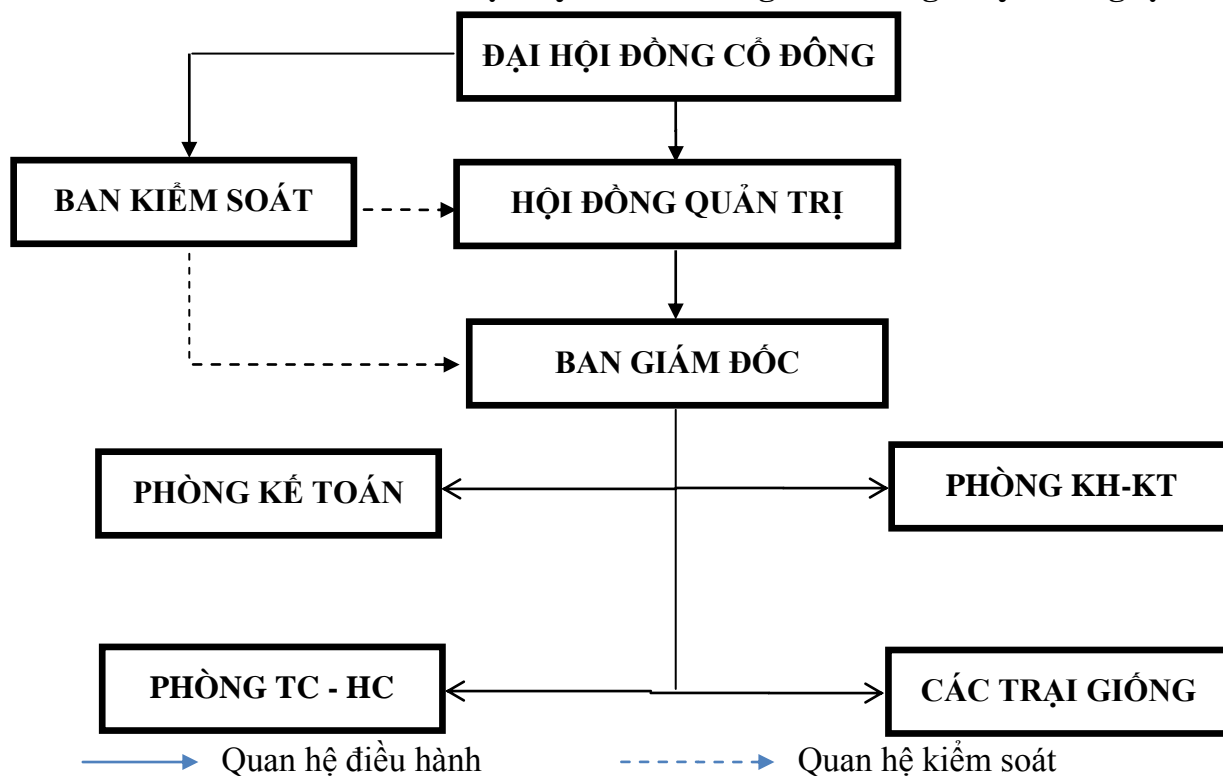 ĐẠI HỘI ĐỒNG CỔ ĐÔNG
BAN KIỂM SOÁT
HỘI ĐỒNG QUẢN TRỊ
BAN GIÁM ĐỐC
PHÒNG KẾ TOÁN
PHÒNG KH-KT
PHÒNG TC - HC
CÁC TRẠI GIỐNG
Quan hệ điều hành
Quan hệ kiểm soát